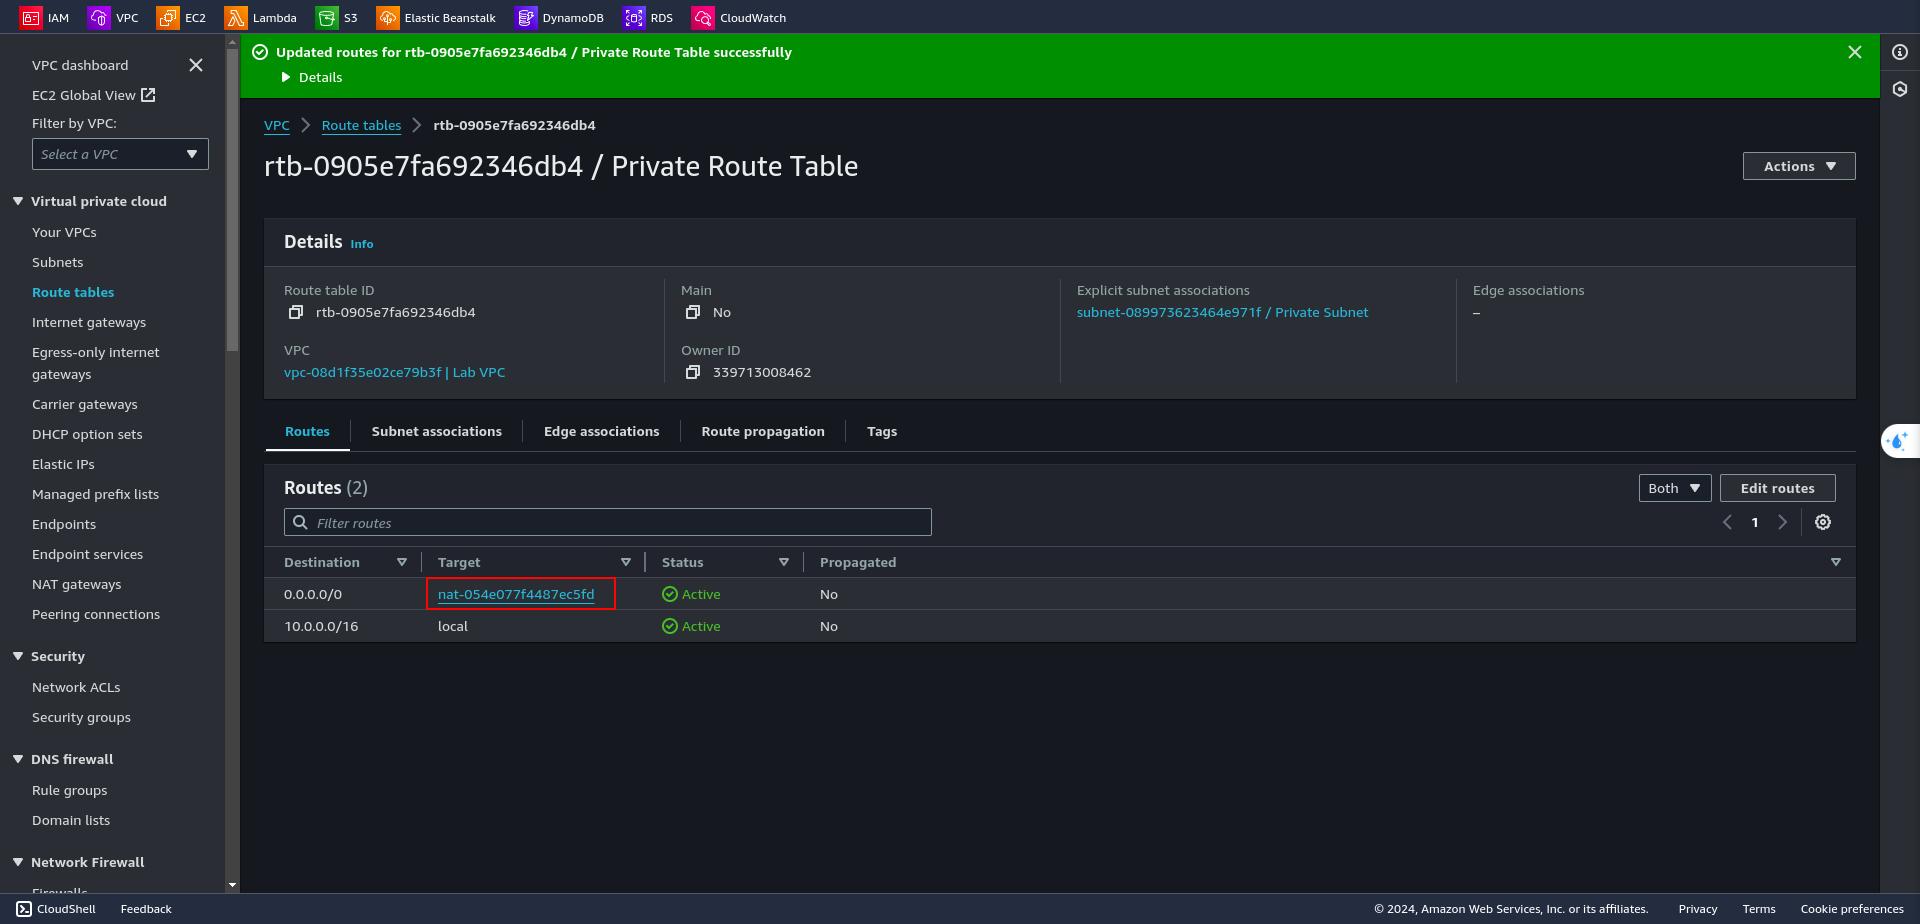 IAM VPC EC2 Lambda S3 Elastic Beanstalk DynamoDB RDS CloudWatch
VPC dashboard
EC2 Global View
Filter by VPC:
Select a VPC
Virtual private cloud
Your VPCs
Subnets
Route tables
Internet gateways
Egress-only internet
gateways
Carrier gateways
DHCP option sets
Elastic IPs
Managed prefix lists
Endpoints
Endpoint services
NAT gateways
Peering connections
Security
Network ACLs
Security groups
DNS firewall
Rule groups
Domain lists
Network Firewall
Firewalls
Updated routes for rtb-0905e7fa692346db4 / Private Route Table successfully
Details
VPC Route tables rtb-0905e7fa692346db4
rtb-0905e7fa692346db4 / Private Route Table
Actions
Details Info
Route table ID
rtb-0905e7fa692346db4
Main
No
Explicit subnet associations
subnet-089973623464e971f / Private Subnet
Edge associations
–
VPC
vpc-08d1f35e02ce79b3f | Lab VPC
Owner ID
339713008462
Routes Subnet associations Edge associations Route propagation Tags
Routes (2)
Both Edit routes
Filter routes
1
Destination Target Status Propagated
0.0.0.0/0 nat-054e077f4487ec5fd Active No
10.0.0.0/16 local Active No
CloudShell Feedback © 2024, Amazon Web Services, Inc. or its affiliates. Privacy Terms Cookie preferences